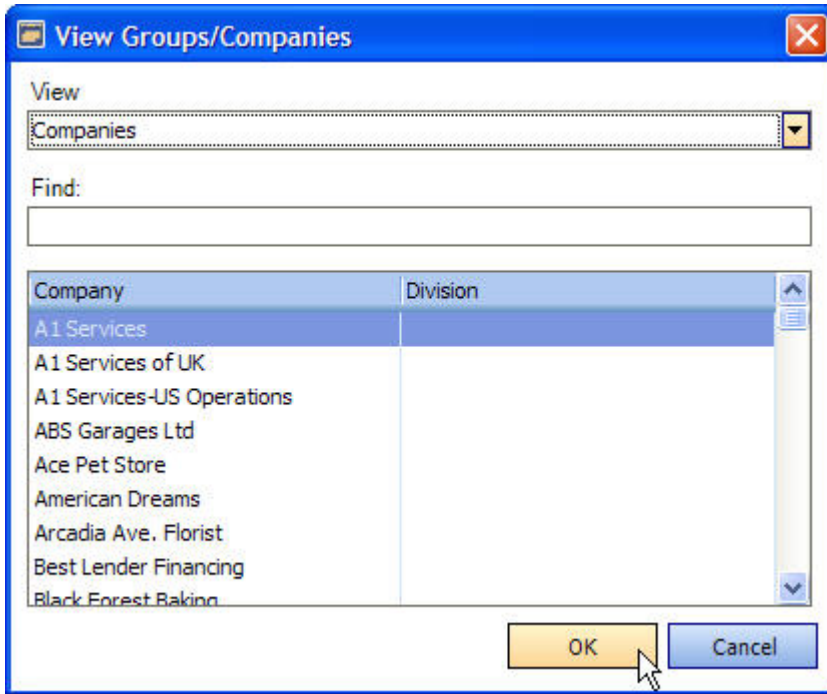 View Groups/Companies
View
Companies
Find:
Company Division
A1 Services
A1 Services of UK
A1 Services-US Operations
ABS Garages Ltd
Ace Pet Store
American Dreams
Arcadia Ave. Florist
Best Lender Financing
Black Forest Baking
OK Cancel